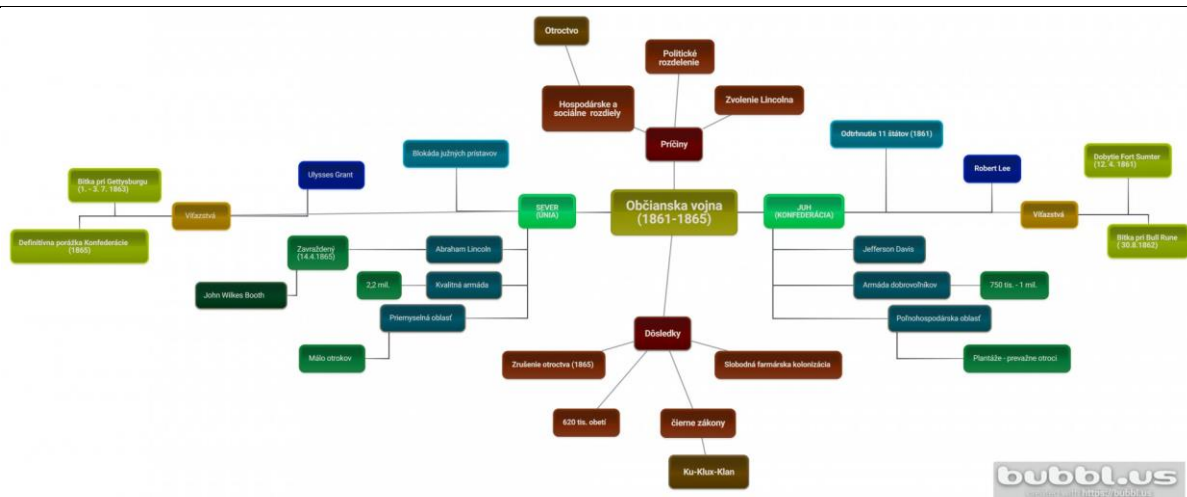 Otroctvo
Politické
rozdelenie
Hospodárske a
sociálne rozdiely
Zvolenie Lincolna
Príčiny
Odtrhnutie 11 štátov (1861)
Blokáda južných prístavov
Ulysses Grant
Robert Lee
Dobytie Fort Sumter
(12. 4. 1861)
Bitka pri Gettysburgu
(1. - 3. 7. 1863)
Víťazstvá
SEVER
(ÚNIA)
Občianska vojna
(1861-1865)
JUH
(KONFEDERÁCIA)
Víťazstvá
Definitívna porážka Konfederácie
(1865)
Bitka pri Bull Rune
( 30.8.1862)
Zavraždený
(14.4.1865)
Abraham Lincoln
Jefferson Davis
John Wilkes Booth
2,2 mil.
Kvalitná armáda
Armáda dobrovoľníkov
750 tis. - 1 mil.
Priemyselná oblasť
Poľnohospodárska oblasť
Málo otrokov
Plantáže - prevažne otroci
Dôsledky
Zrušenie otroctva (1865)
Slobodná farmárska kolonizácia
620 tis. obetí
čierne zákony
Ku-Klux-Klan
bubbl.us
created with https://bubbl.us